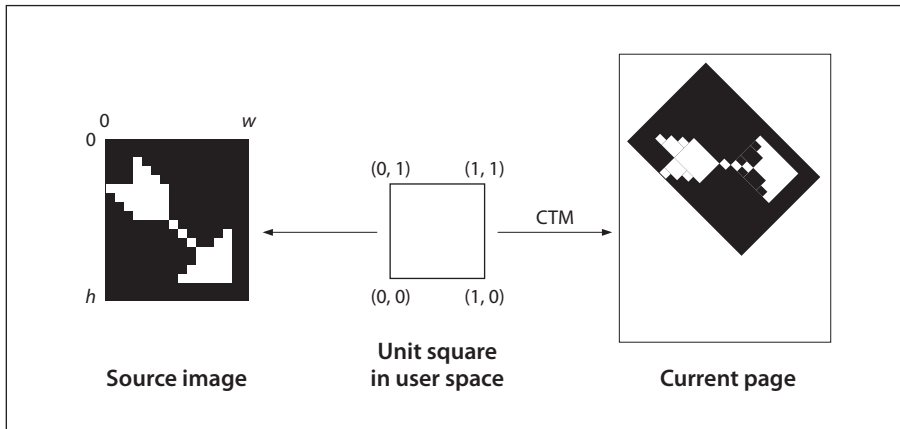 0 w
0
h
(0, 1) (1, 1)
CTM
(0, 0) (1, 0)
Source image
Unit square
in user space
Current page